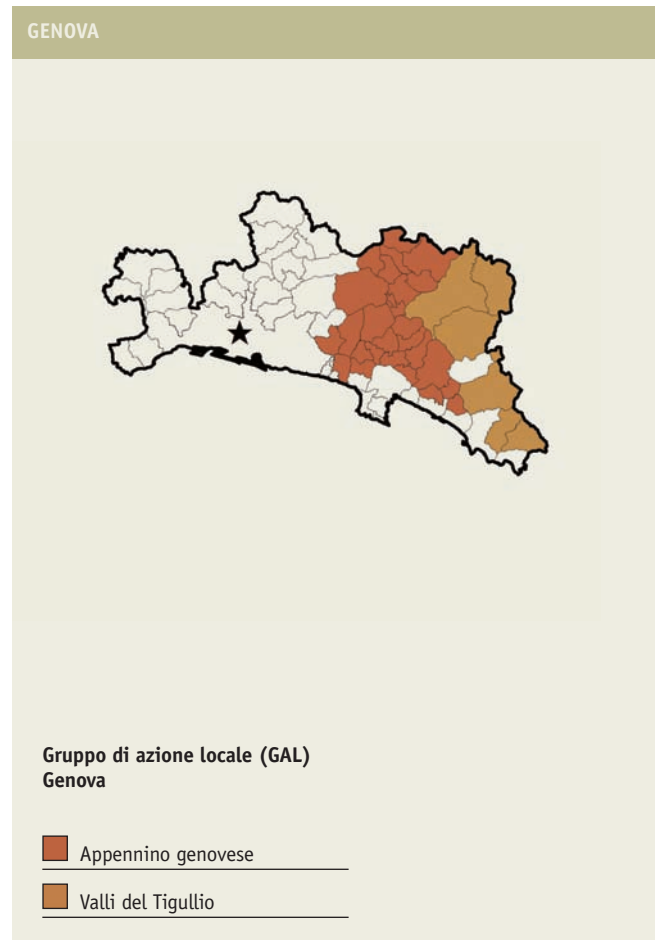 GENOVA
Gruppo di azione locale (GAL)
Genova
Appennino genovese
Valli del Tigullio